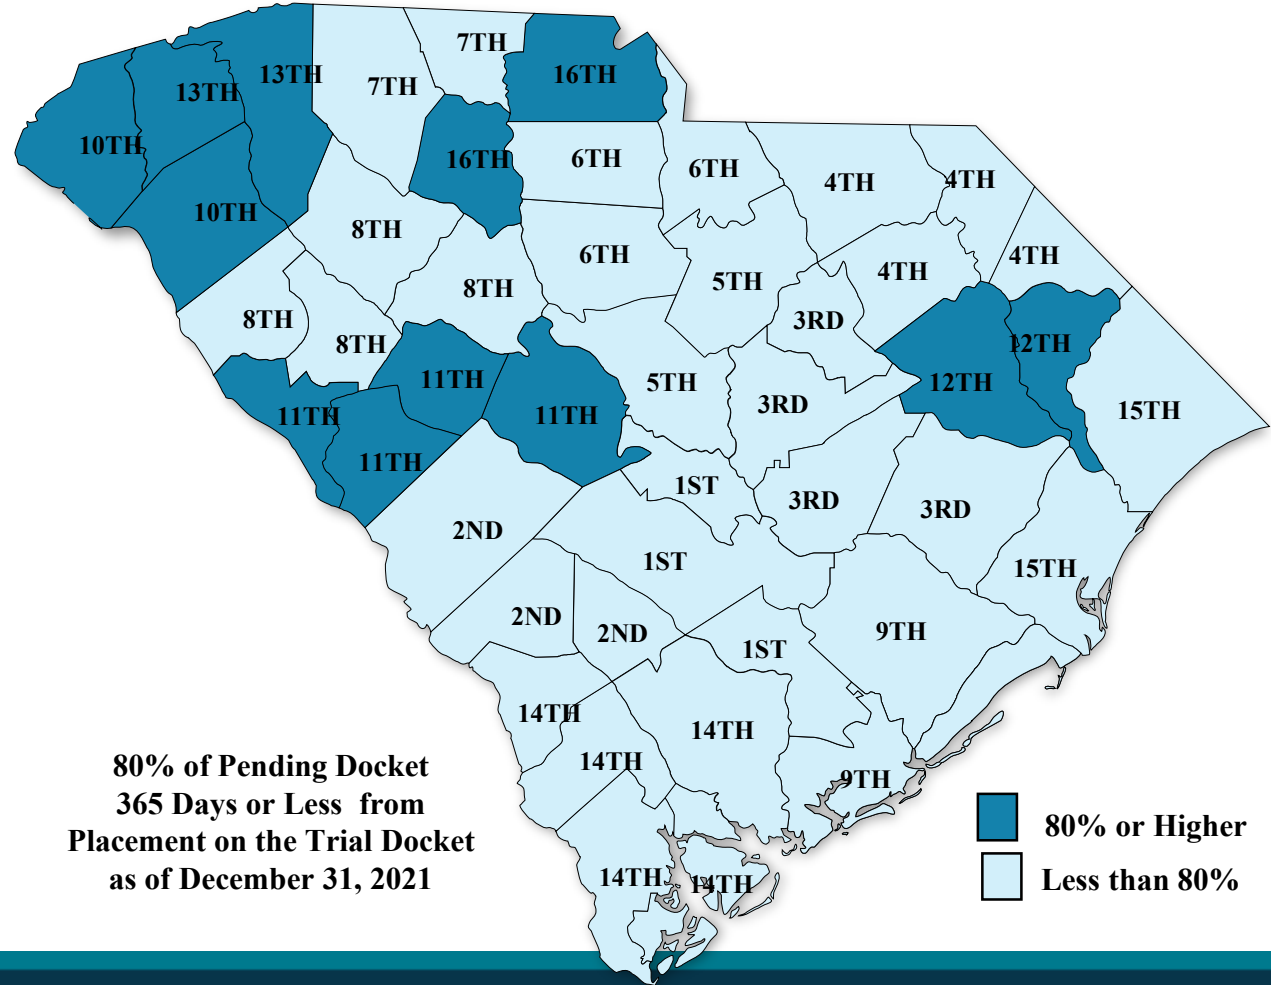 7TH
16TH
13TH
7TH
13TH
10TH
16TH
6TH
6TH
4TH
4TH
10TH
8TH
6TH
4TH
4TH
5TH
8TH
8TH
3RD
8TH
12TH
11TH
5TH
12TH
3RD
15TH
11TH
11TH
11TH
1ST
3RD
3RD
2ND
1ST
15TH
2ND
2ND
9TH
1ST
14TH
14TH
14TH
9TH
14TH
14TH
80% of Pending Docket
365 Days or Less from
Placement on the Trial Docket
as of December 31, 2021
80% or Higher
Less than 80%